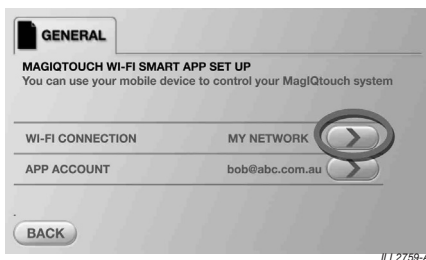 GENERAL
MAGIQTOUCH WI-FI SMART APP SET UP
You can use your mobile device to control your MagIQtouch system
WI-FI CONNECTION MY NETWORK
APP ACCOUNT bob@abc.com.au
BACK
ILL2759-A